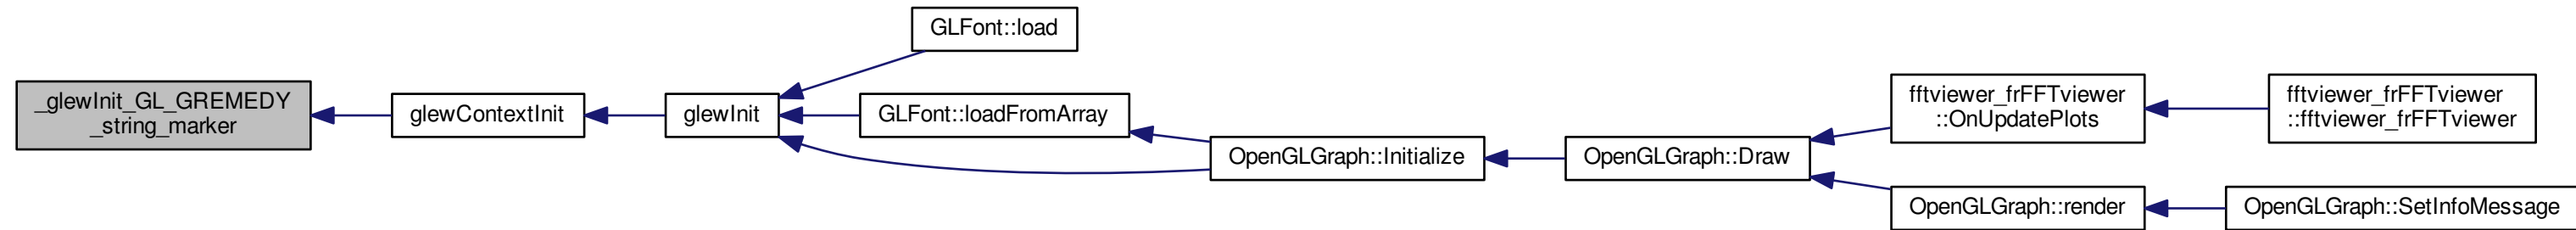 _glewInit_GL_GREMEDY
_string_marker
glewContextInit
glewInit
GLFont::load
GLFont::loadFromArray
OpenGLGraph::Initialize
OpenGLGraph::Draw
fftviewer_frFFTviewer
::OnUpdatePlots
fftviewer_frFFTviewer
::fftviewer_frFFTviewer
OpenGLGraph::render
OpenGLGraph::SetInfoMessage